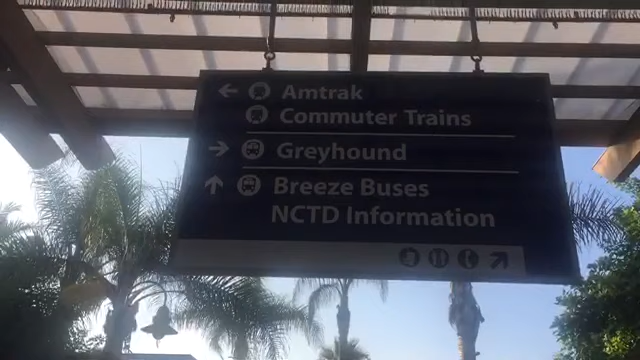 Amtrak
Commuter Trains
Greyhound
Breeze Buses
NCTD Information